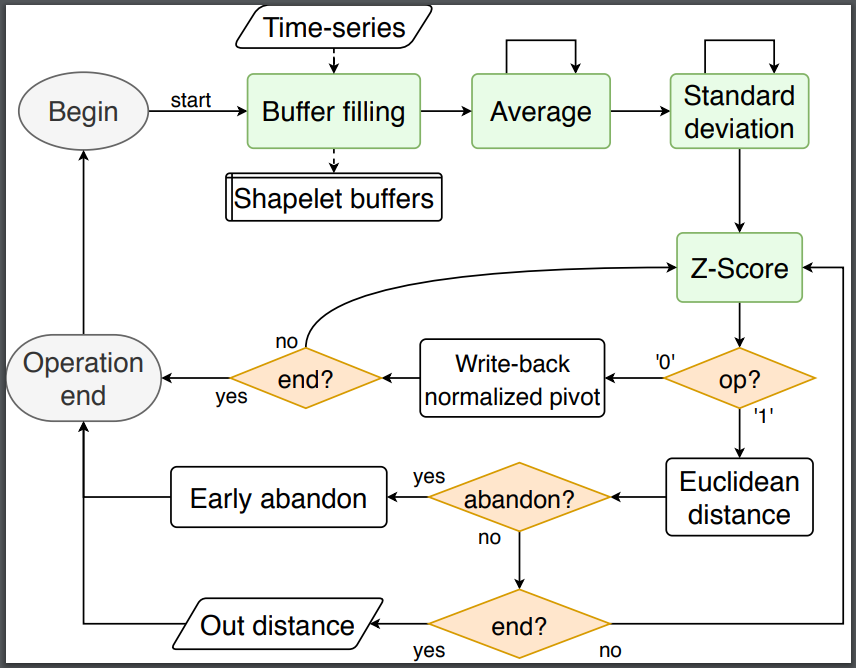 Time-series
Begin
start
Buffer filling
Average
Standard
deviation
Shapelet buffers
Z-Score
Operation
end
no
end?
yes
Write-back
normalized pivot
'0'
op?
'1'
Early abandon
yes
abandon?
no
Euclidean
distance
Out distance
end?
yes
no